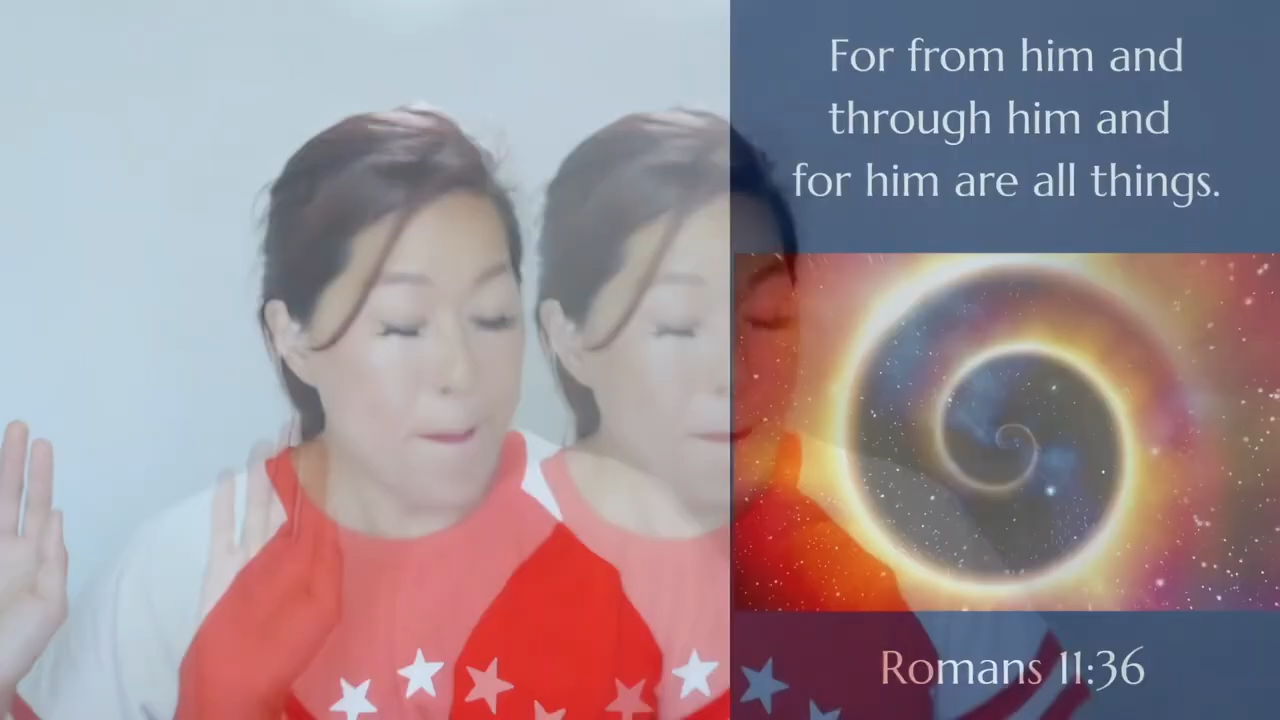 For from him and
through him and
for him are all things.
Romans 11:36